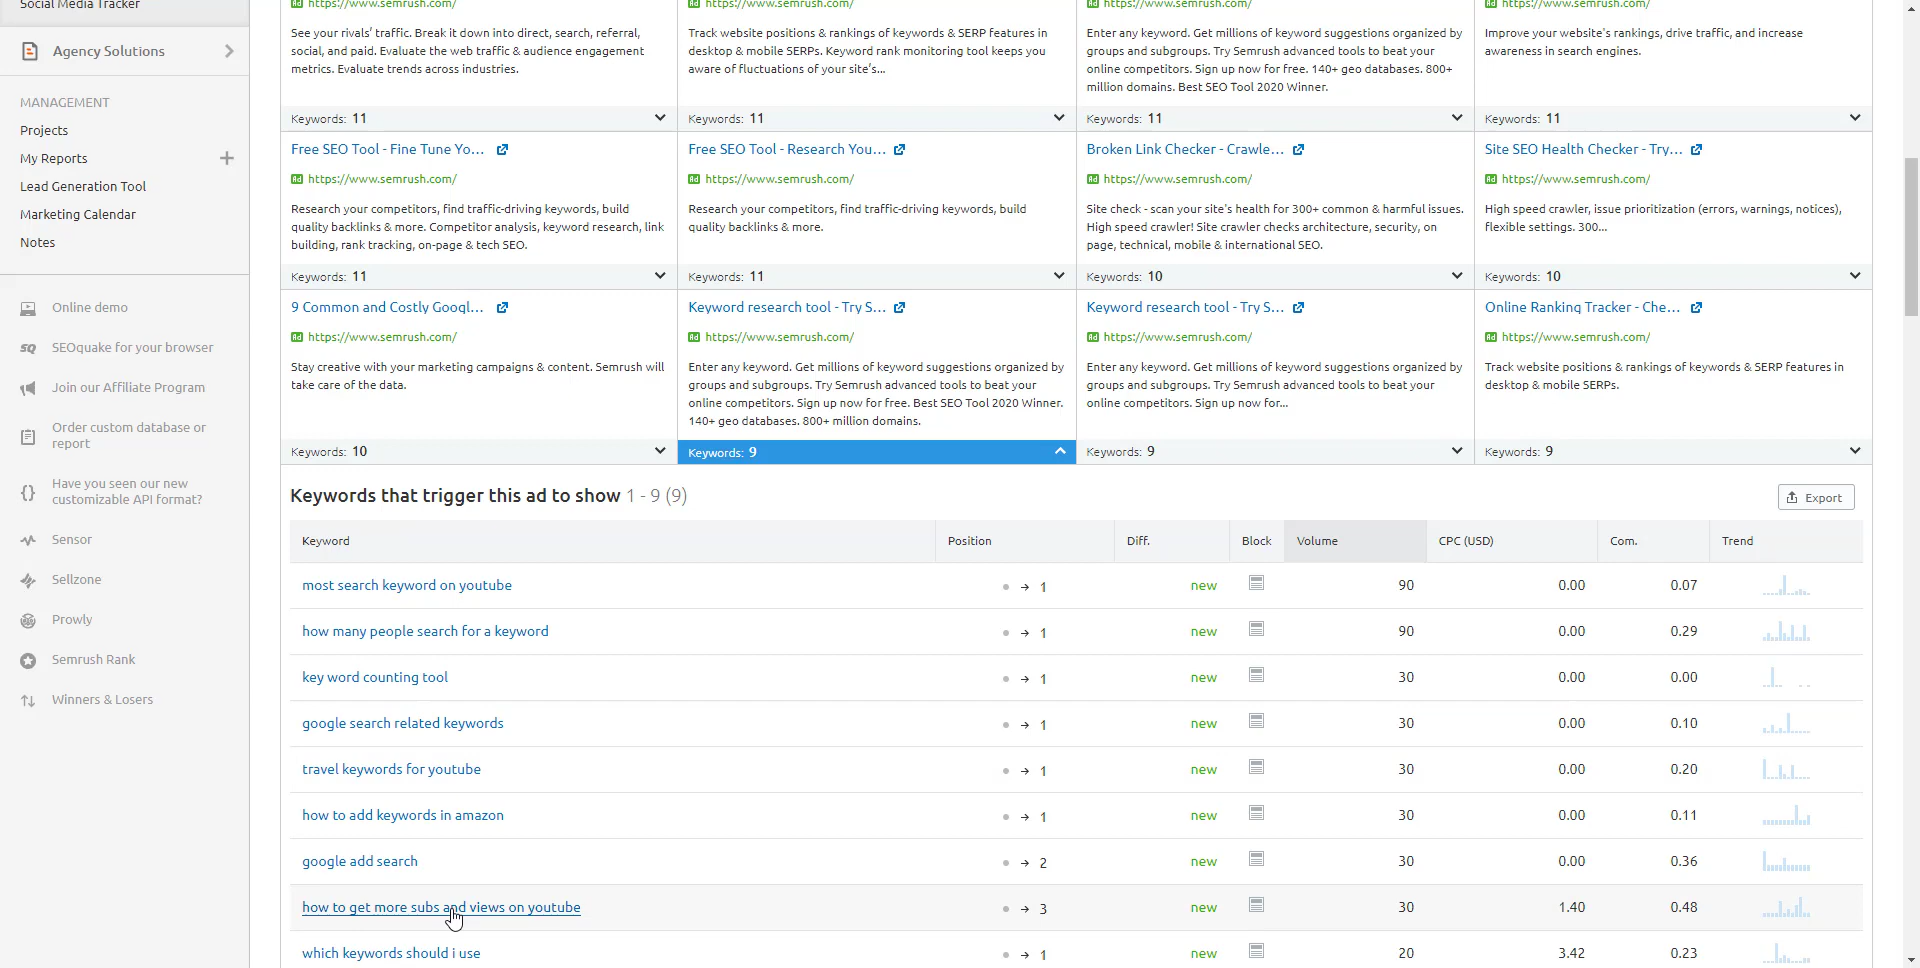 Social Media Tracker
Agency Solutions
MANAGEMENT
Projects
My Reports
Lead Generation Tool
Marketing Calendar
Notes
Online demo
SEOquake for your browser
Join our Affiliate Program
Order custom database or
report
Have you seen our new
customizable API format?
Sensor
Sellzone
Prowly
Semrush Rank
Winners & Losers
Ad https://www.semrush.com/
See your rivals’ traffic. Break it down into direct, search, referral,
social, and paid. Evaluate the web traffic & audience engagement
metrics. Evaluate trends across industries.
Keywords: 11
Ad https://www.semrush.com/
Track website positions & rankings of keywords & SERP features in
desktop & mobile SERPs. Keyword rank monitoring tool keeps you
aware of fluctuations of your site’s...
Keywords: 11
Ad https://www.semrush.com/
Enter any keyword. Get millions of keyword suggestions organized by
groups and subgroups. Try Semrush advanced tools to beat your
online competitors. Sign up now for free. 140+ geo databases. 800+
million domains. Best SEO Tool 2020 Winner.
Keywords: 11
Ad https://www.semrush.com/
Improve your website's rankings, drive traffic, and increase
awareness in search engines.
Keywords: 11
Free SEO Tool - Fine Tune Yo...
Ad https://www.semrush.com/
Research your competitors, find traffic-driving keywords, build
quality backlinks & more. Competitor analysis, keyword research, link
building, rank tracking, on-page & tech SEO.
Keywords: 11
Free SEO Tool - Research You...
Ad https://www.semrush.com/
Research your competitors, find traffic-driving keywords, build
quality backlinks & more.
Keywords: 11
Broken Link Checker - Crawle...
Ad https://www.semrush.com/
Site check - scan your site's health for 300+ common & harmful issues.
High speed crawler! Site crawler checks architecture, security, on
page, technical, mobile & international SEO.
Keywords: 10
Site SEO Health Checker - Try...
Ad https://www.semrush.com/
High speed crawler, issue prioritization (errors, warnings, notices),
flexible settings. 300...
Keywords: 10
9 Common and Costly Googl...
Ad https://www.semrush.com/
Stay creative with your marketing campaigns & content. Semrush will
take care of the data.
Keywords: 10
Keyword research tool - Try S...
Ad https://www.semrush.com/
Enter any keyword. Get millions of keyword suggestions organized by
groups and subgroups. Try Semrush advanced tools to beat your
online competitors. Sign up now for free. Best SEO Tool 2020 Winner.
140+ geo databases. 800+ million domains.
Keywords: 9
Keyword research tool - Try S...
Ad https://www.semrush.com/
Enter any keyword. Get millions of keyword suggestions organized by
groups and subgroups. Try Semrush advanced tools to beat your
online competitors. Sign up now for...
Keywords: 9
Online Ranking Tracker - Che...
Ad https://www.semrush.com/
Track website positions & rankings of keywords & SERP features in
desktop & mobile SERPs.
Keywords: 9
Keywords that trigger this ad to show 1 - 9 (9)
Export
Keyword Position Diff. Block Volume CPC (USD) Com. Trend
most search keyword on youtube → 1 new 90 0.00 0.07
how many people search for a keyword → 1 new 90 0.00 0.29
key word counting tool → 1 new 30 0.00 0.00
google search related keywords → 1 new 30 0.00 0.10
travel keywords for youtube → 1 new 30 0.00 0.20
how to add keywords in amazon → 1 new 30 0.00 0.11
google add search → 2 new 30 0.00 0.36
how to get more subs and views on youtube → 3 new 30 1.40 0.48
which keywords should i use → 1 new 20 3.42 0.23